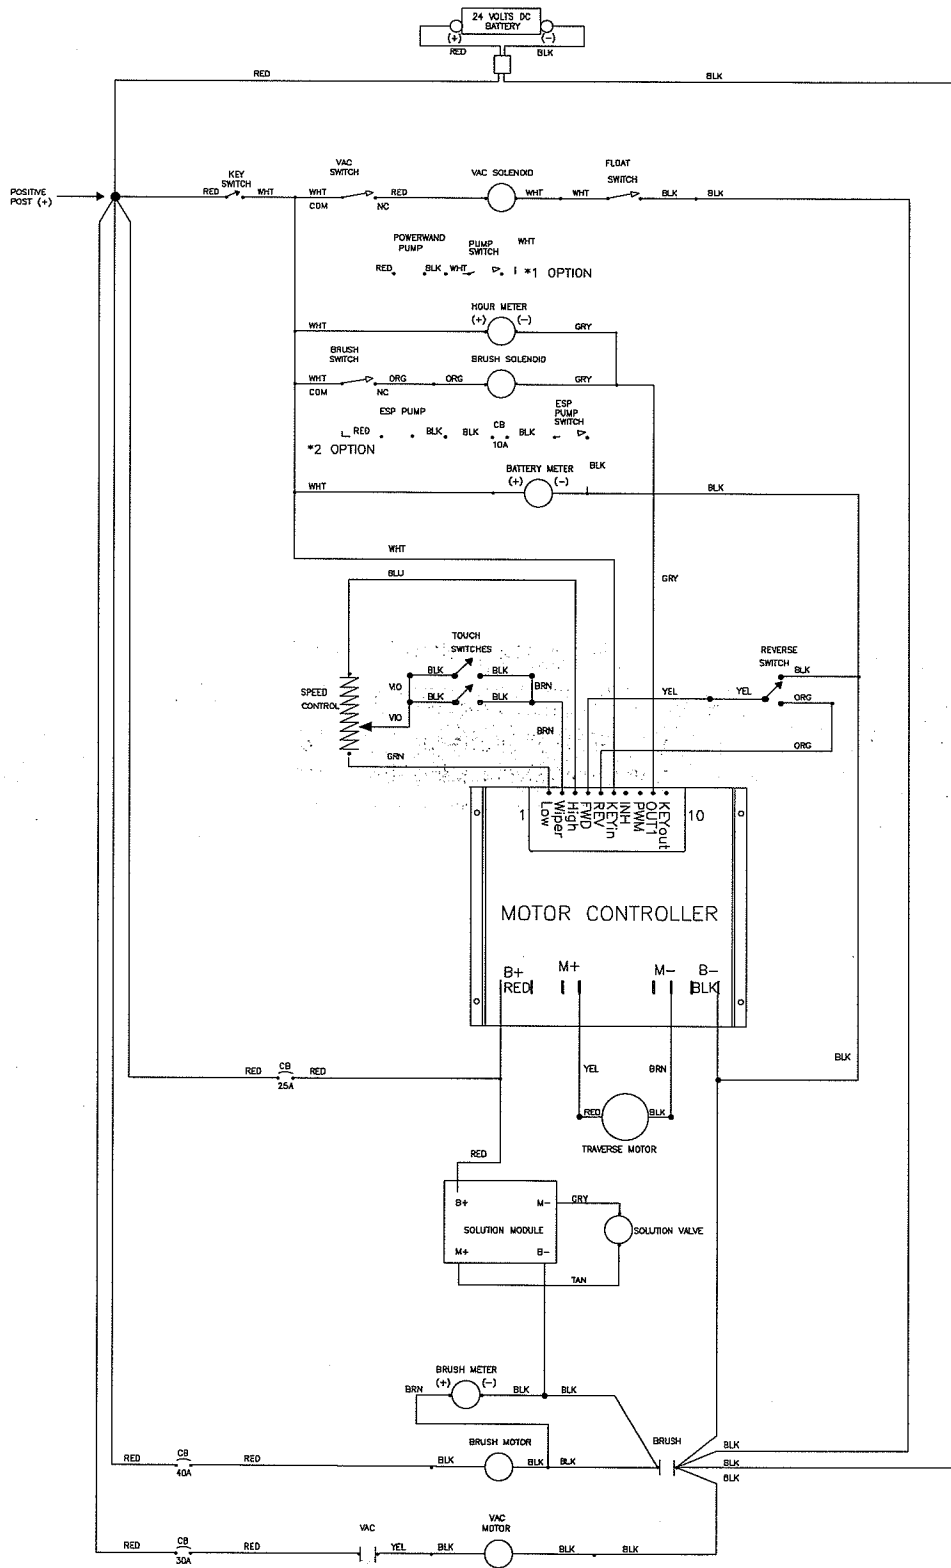 24 VOLTS DC
BATTERY
(+) (-)
RED BLK
RED BLK
POSITIVE
POST (+)
RED
KEY
SWITCH
WHT
VAC
SWITCH
WHT RED
COM NC
VAC SOLENOID
WHT WHT
FLOAT
SWITCH
BLK BLK
POWERWAND
PUMP
PUMP
SWITCH
WHT
RED BLK WHT *1 OPTION
HOUR METER
(+) (-)
WHT GRY
BRUSH
SWITCH
BRUSH SOLENOID
WHT ORG ORG GRY
COM NC
ESP PUMP
ESP
PUMP
SWITCH
RED BLK BLK CB BLK
10A
*2 OPTION
BATTERY METER
(+) (-)
BLK
WHT BLK
WHT
BLU
GRY
TOUCH
SWITCHES
REVERSE
SWITCH
BLK BLK
BLK
SPEED
CONTROL
VIO
BRN
YEL YEL
BLK BLK
ORG
VIO
BRN
GRN
ORG
1
Low
Wiper
High
FWD
REV
KEYin
INH
PWM
OUT1
KEYout
10
MOTOR CONTROLLER
B+ M+ M- B-
RED BLK
RED CB RED
25A
YEL BRN
BLK
RED BLK
TRAVERSE MOTOR
RED
B+ M-
GRY
SOLUTION MODULE
SOLUTION VALVE
M+ B-
TAN
BRUSH METER
(+) (-)
BRN BLK BLK
BRUSH MOTOR
BRUSH
RED CB RED
40A
BLK BLK BLK
BLK
BLK
BLK
RED CB RED
30A
VAC
YEL BLK
VAC
MOTOR
BLK BLK